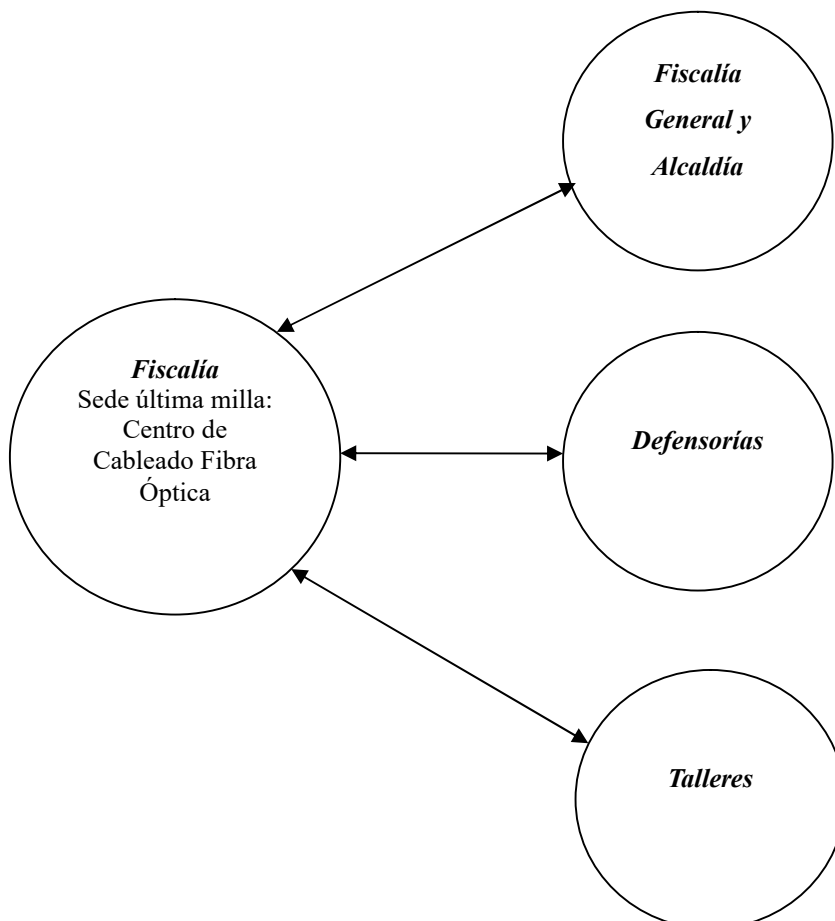 Fiscalía
General y
Alcaldía
Fiscalía
Sede última milla:
Centro de
Cableado Fibra
Óptica
Defensorías
Talleres